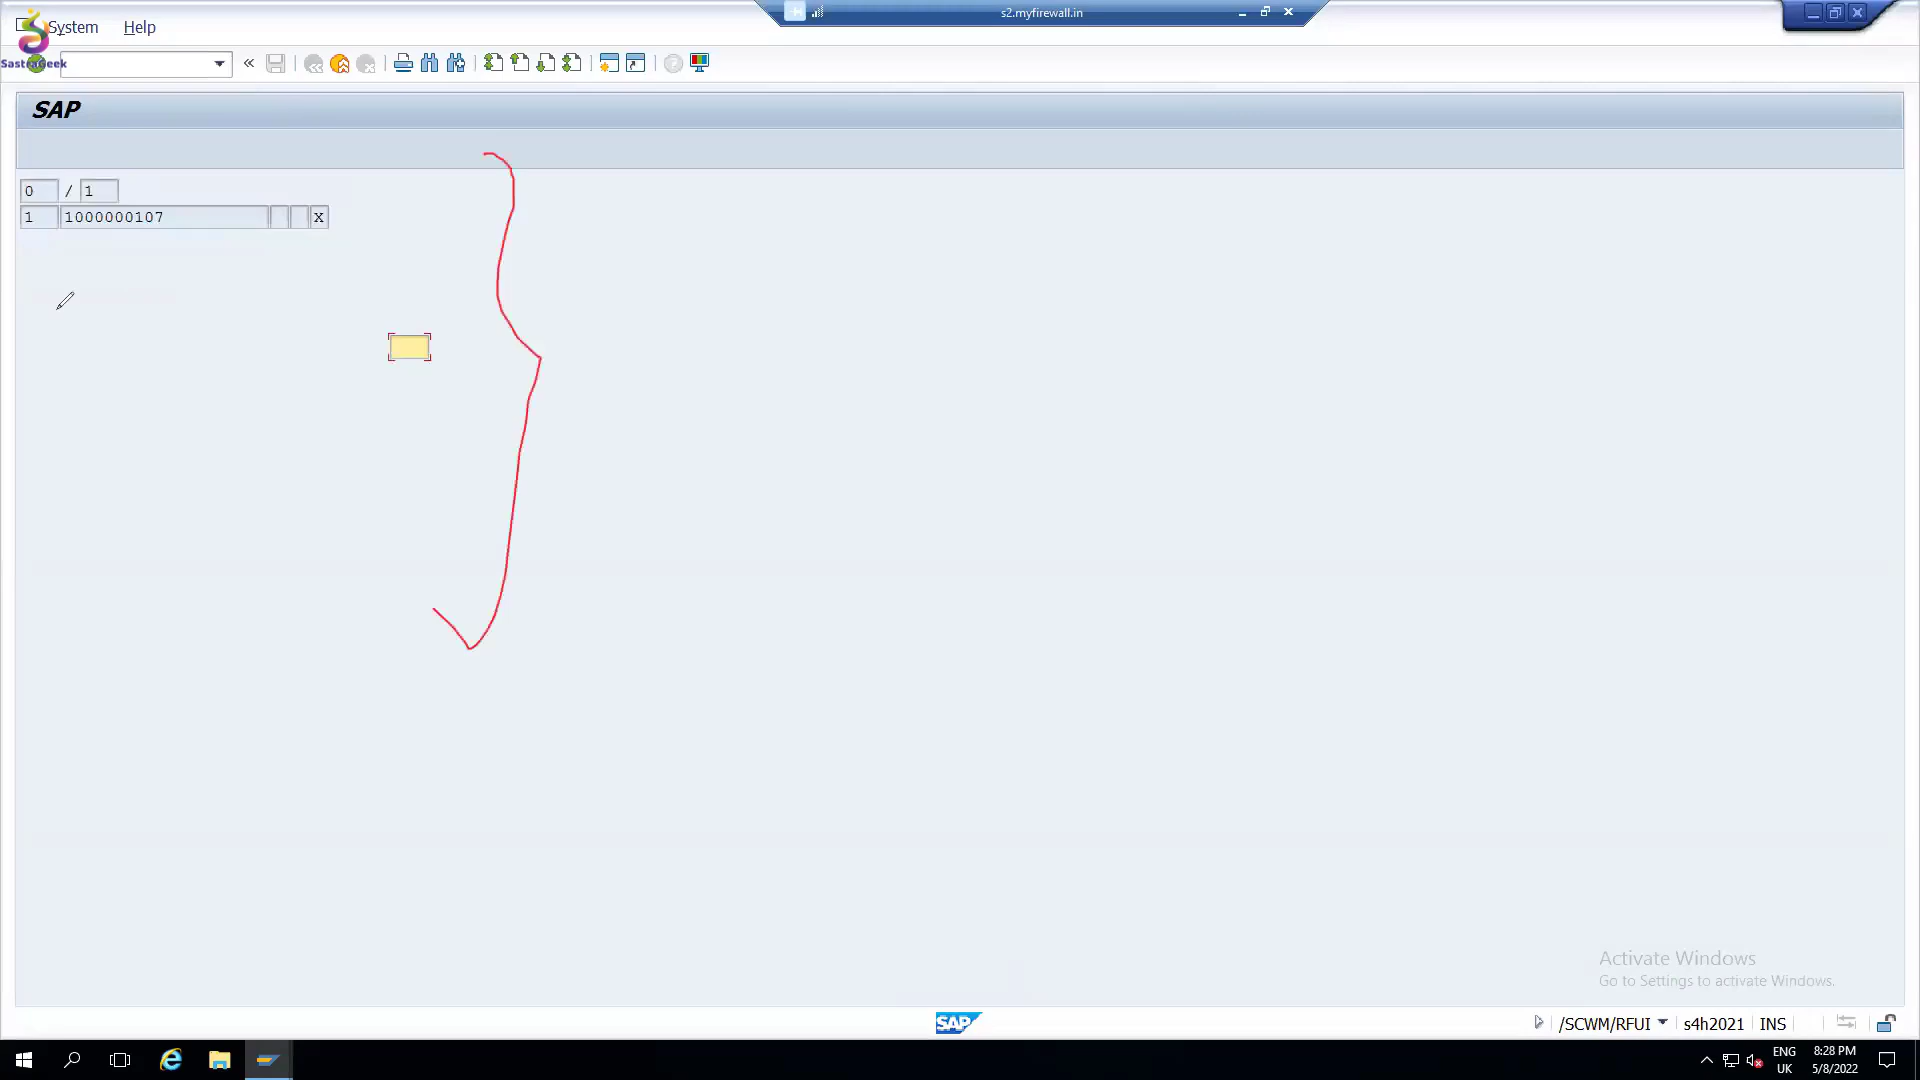 s2.myfirewall.in
System Help
SastraGeek
SAP
0 / 1
1 1000000107 X
Activate Windows
Go to Settings to activate Windows.
SAP
/SCWM/RFUI s4h2021 INS
ENG 8:28 PM
UK 5/8/2022